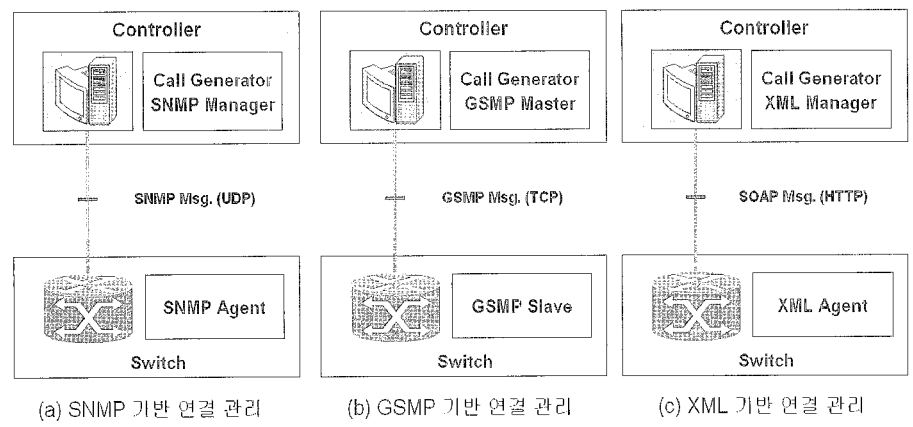 Controller
Call Generator
SNMP Manager
SNMP Msg. (UDP)
SNMP Agent
Switch
(a) SNMP 기반 연결 관리
Controller
Call Generator
GSMP Master
GSMP Msg. (TCP)
GSMP Slave
Switch
(b) GSMP 기반 연결 관리
Controller
Call Generator
XML Manager
SOAP Msg. (HTTP)
XML Agent
Switch
(c) XML 기반 연결 관리